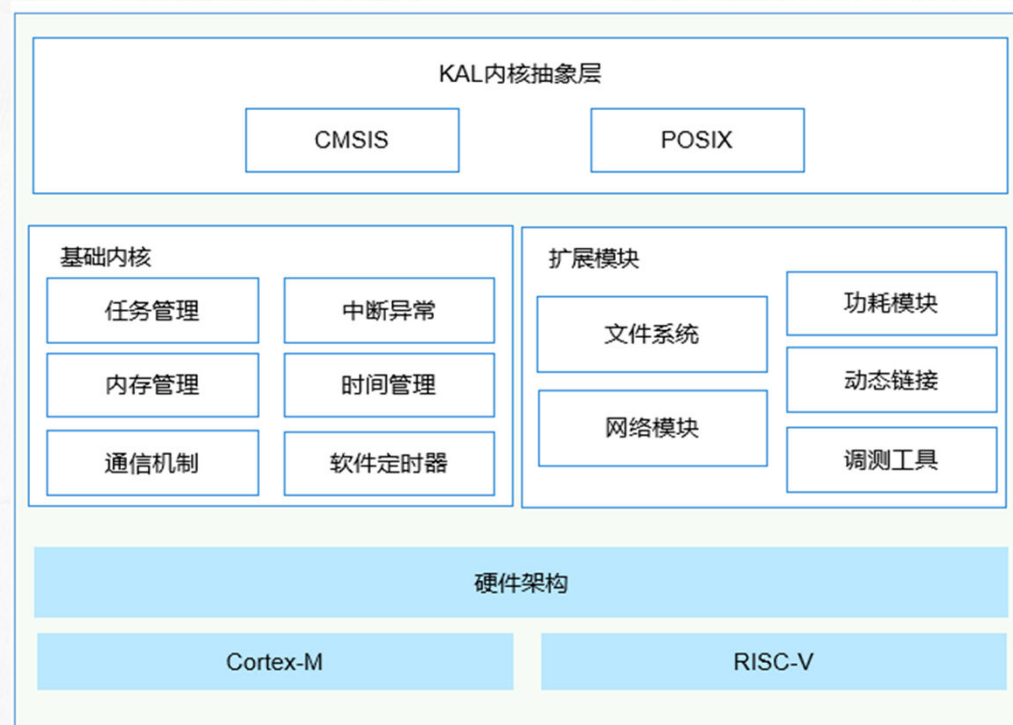 KAL内核抽象层
CMSIS
POSIX
基础内核
任务管理
中断异常
内存管理
时间管理
通信机制
软件定时器
扩展模块
文件系统
网络模块
功耗模块
动态链接
调测工具
硬件架构
Cortex-M
RISC-V